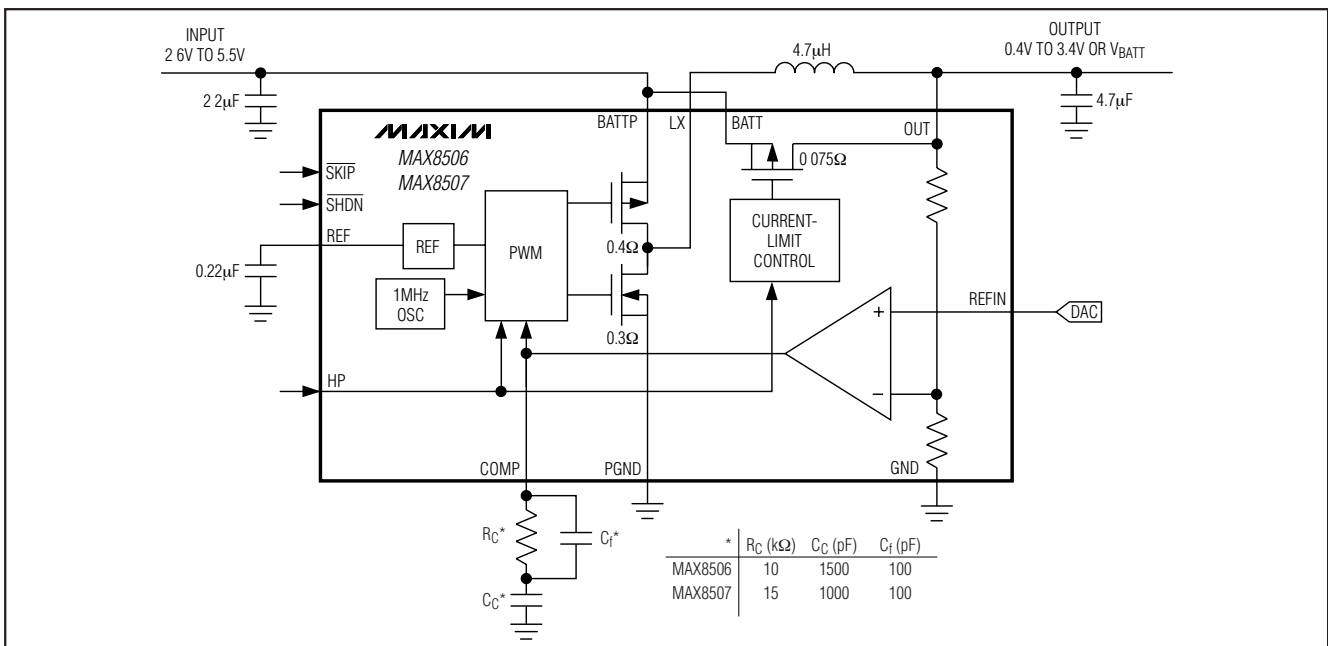 INPUT
2 6V TO 5.5V
OUTPUT
0.4V TO 3.4V OR VBATT
4.7μH
2 2μF
4.7μF
MAXIM
MAX8506
MAX8507
BATTP
LX
BATT
OUT
0 075Ω
SKIP
SHDN
REF
REF
PWM
0.4Ω
CURRENT-
LIMIT
CONTROL
0.22μF
1MHz
OSC
0.3Ω
+
REFIN
DAC
HP
−
COMP
PGND
GND
RC*
Cf*
CC*
* RC (kΩ) CC (pF) Cf (pF)
MAX8506 10 1500 100
MAX8507 15 1000 100